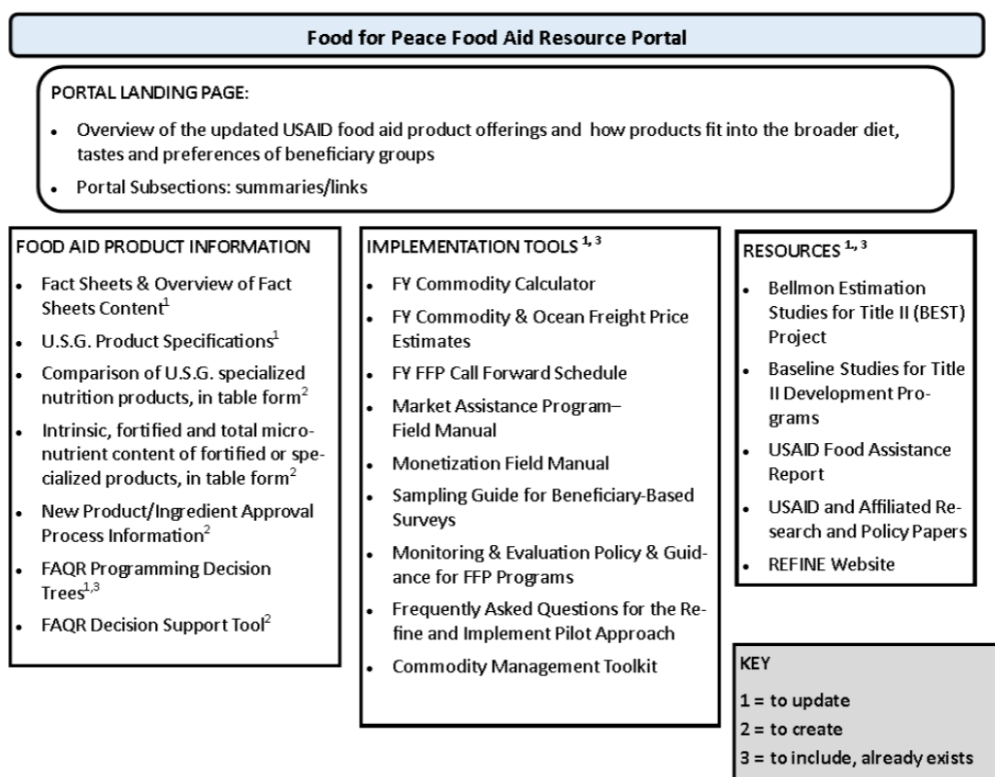 Food for Peace Food Aid Resource Portal
PORTAL LANDING PAGE:
• Overview of the updated USAID food aid product offerings and how products fit into the broader diet,
tastes and preferences of beneficiary groups
• Portal Subsections: summaries/links
FOOD AID PRODUCT INFORMATION
• Fact Sheets & Overview of Fact
Sheets Content¹
• U.S.G. Product Specifications¹
• Comparison of U.S.G. specialized
nutrition products, in table form²
• Intrinsic, fortified and total micro-
nutrient content of fortified or spe-
cialized products, in table form²
• New Product/Ingredient Approval
Process Information²
• FAQR Programming Decision
Trees¹,³
• FAQR Decision Support Tool²
IMPLEMENTATION TOOLS ¹, ³
• FY Commodity Calculator
• FY Commodity & Ocean Freight Price
Estimates
• FY FFP Call Forward Schedule
• Market Assistance Program–
Field Manual
• Monetization Field Manual
• Sampling Guide for Beneficiary-Based
Surveys
• Monitoring & Evaluation Policy & Guid-
ance for FFP Programs
• Frequently Asked Questions for the Re-
fine and Implement Pilot Approach
• Commodity Management Toolkit
RESOURCES ¹, ³
• Bellmon Estimation
Studies for Title II (BEST)
Project
• Baseline Studies for Title
II Development Pro-
grams
• USAID Food Assistance
Report
• USAID and Affiliated Re-
search and Policy Papers
• REFINE Website
KEY
1 = to update
2 = to create
3 = to include, already exists